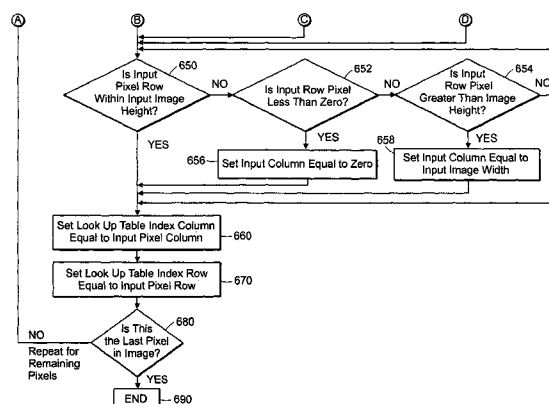 A
B
C
D
650
Is Input
Pixel Row
Within Input Image
Height?
NO
652
Is Input Row Pixel
Less Than Zero?
NO
654
Is Input
Row Pixel
Greater Than Image
Height?
NO
YES
YES
YES
656
Set Input Column Equal to Zero
658
Set Input Column Equal to
Input Image Width
Set Look Up Table Index Column
Equal to Input Pixel Column
660
Set Look Up Table Index Row
Equal to Input Pixel Row
670
680
Is This
the Last Pixel
in Image?
NO
Repeat for
Remaining
Pixels
YES
END
690